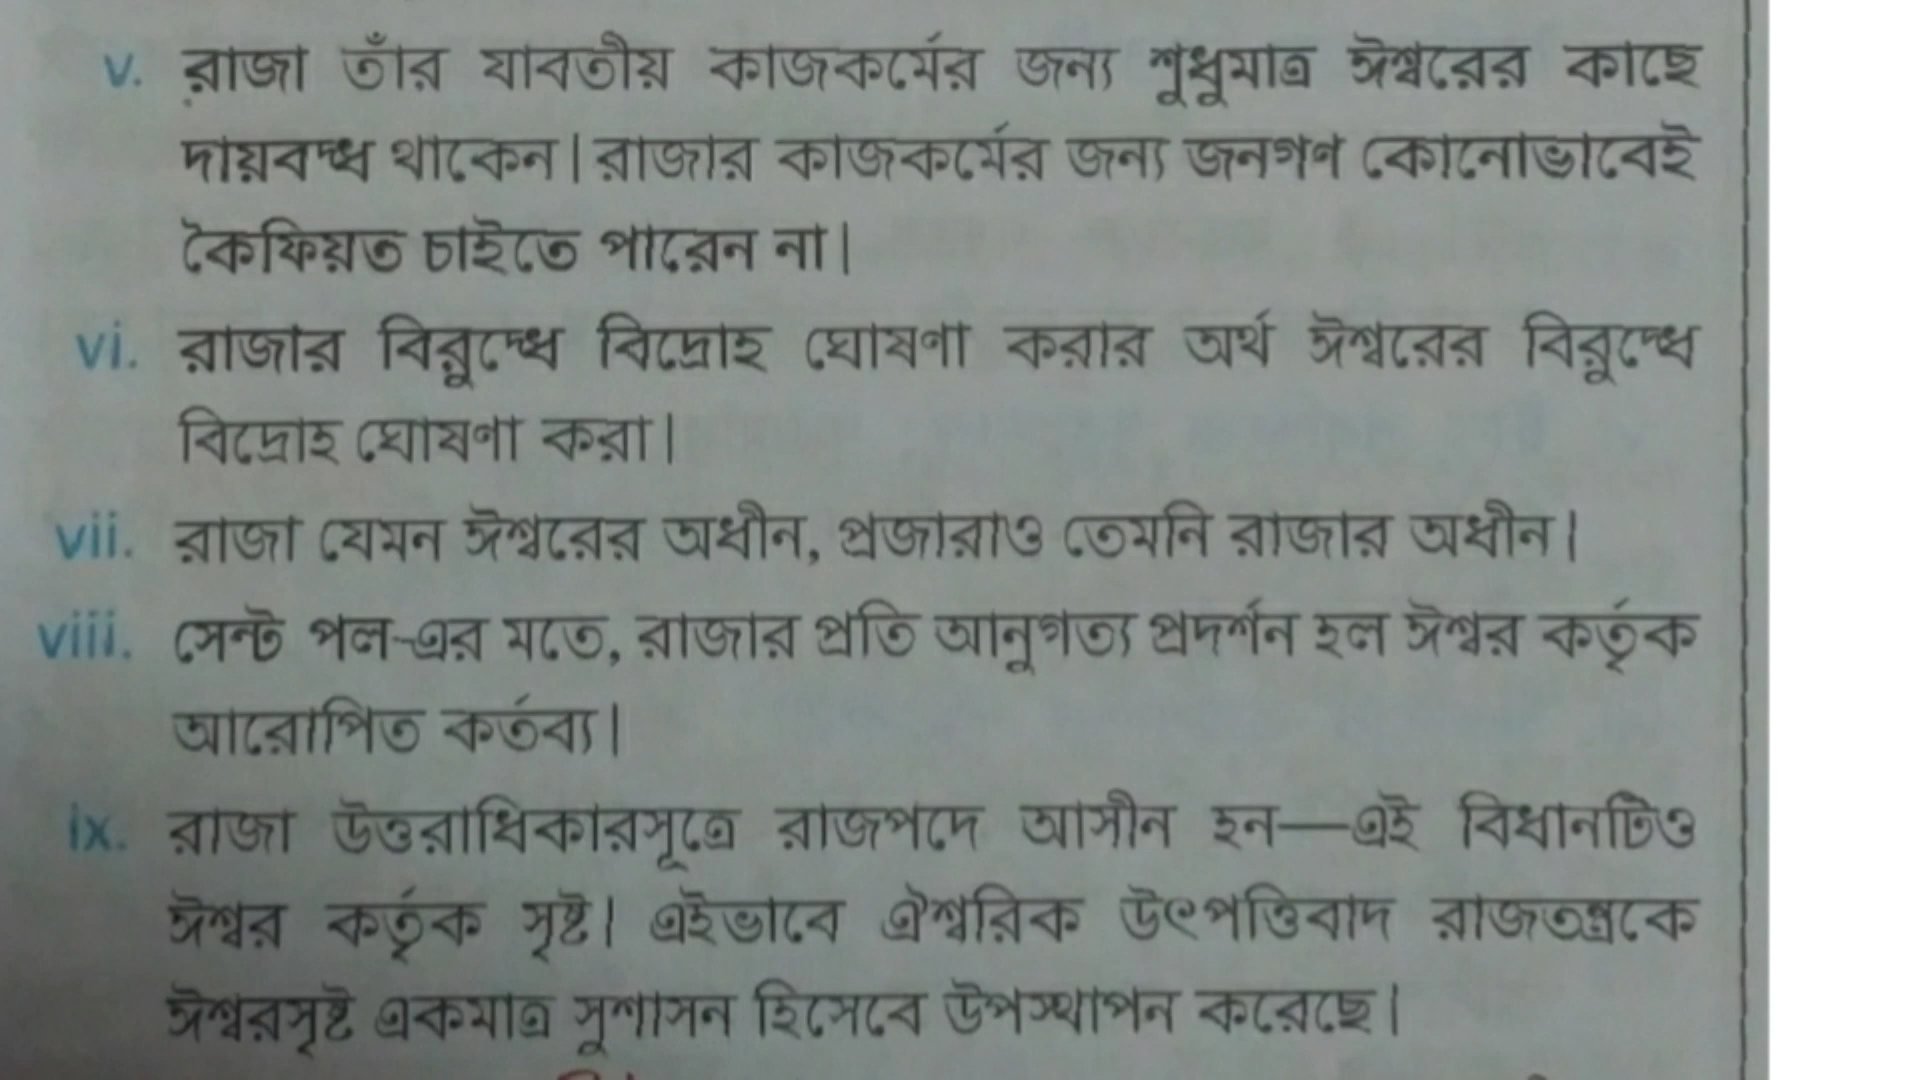 v. রাজা তাঁর যাবতীয় কাজকর্মের জন্য শুধুমাত্র ঈশ্বরের কাছে
দায়বদ্ধ থাকেন। রাজার কাজকর্মের জন্য জনগণ কোনোভাবেই
কৈফিয়ত চাইতে পারেন না।
vi. রাজার বিরুদ্ধে বিদ্রোহ ঘোষণা করার অর্থ ঈশ্বরের বিরুদ্ধে
বিদ্রোহ ঘোষণা করা।
vii. রাজা যেমন ঈশ্বরের অধীন, প্রজারাও তেমনি রাজার অধীন।
viii. সেন্ট পল-এর মতে, রাজার প্রতি আনুগত্য প্রদর্শন হল ঈশ্বর কর্তৃক
আরোপিত কর্তব্য।
ix. রাজা উত্তরাধিকারসূত্রে রাজপদে আসীন হন—এই বিধানটিও
ঈশ্বর কর্তৃক সৃষ্ট। এইভাবে ঐশ্বরিক উৎপত্তিবাদ রাজতন্ত্রকে
ঈশ্বরসৃষ্ট একমাত্র সুশাসন হিসেবে উপস্থাপন করেছে।